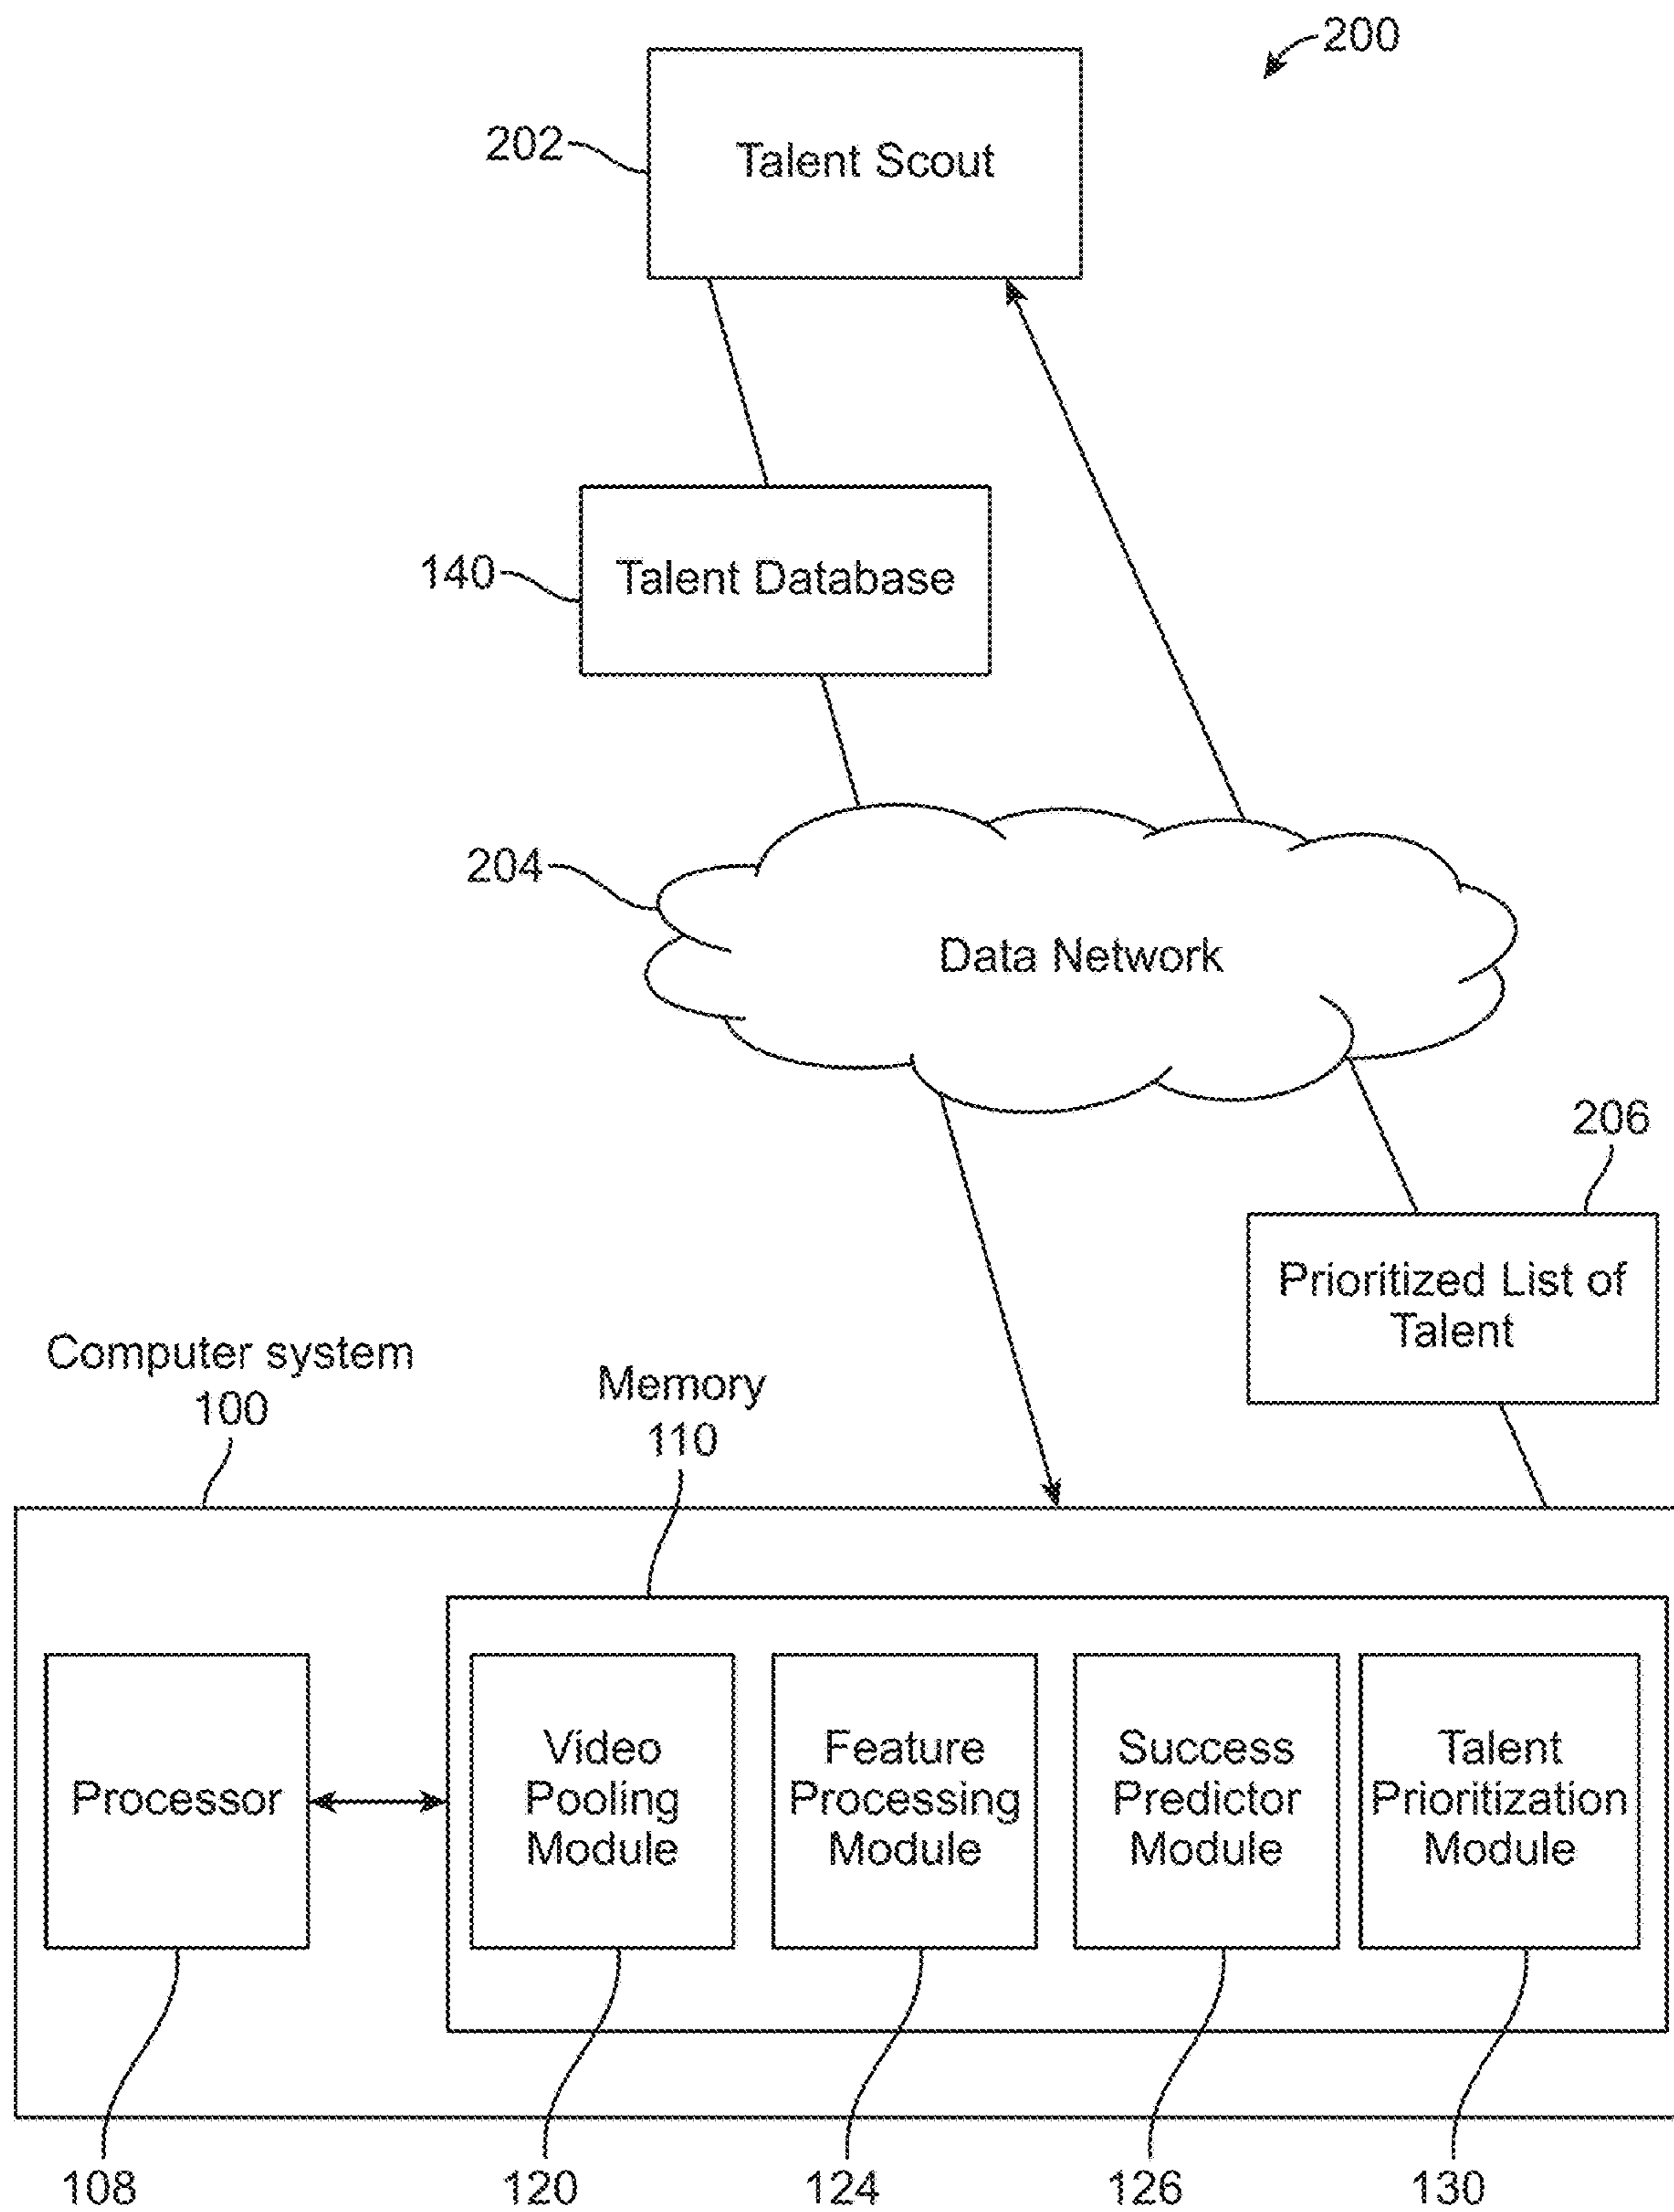 200
202
Talent Scout
140
Talent Database
204
Data Network
206
Prioritized List of
Talent
Computer system
100
Memory
110
Processor
Video
Pooling
Module
Feature
Processing
Module
Success
Predictor
Module
Talent
Prioritization
Module
108
120
124
126
130